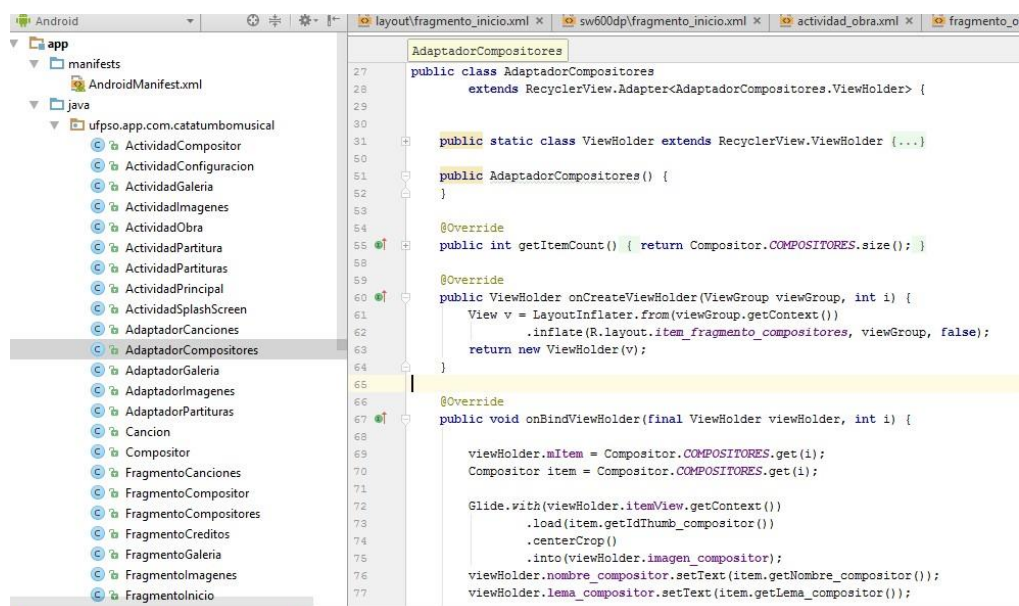 Android
layout\fragmento_inicio.xml × sw600dp\fragmento_inicio.xml × actividad_obra.xml × fragmento_o
app
manifests
AndroidManifest.xml
java
ufpso.app.com.catatumbomusical
ActividadCompositor
ActividadConfiguracion
ActividadGaleria
ActividadImagenes
ActividadObra
ActividadPartitura
ActividadPartituras
ActividadPrincipal
ActividadSplashScreen
AdaptadorCanciones
AdaptadorCompositores
AdaptadorGaleria
AdaptadorImagenes
AdaptadorPartituras
Cancion
Compositor
FragmentoCanciones
FragmentoCompositor
FragmentoCompositores
FragmentoCreditos
FragmentoGaleria
FragmentoImagenes
FragmentoInicio
AdaptadorCompositores
27 public class AdaptadorCompositores
28 extends RecyclerView.Adapter<AdaptadorCompositores.ViewHolder> {
29
30
31 public static class ViewHolder extends RecyclerView.ViewHolder {...}
50
51 public AdaptadorCompositores() {
52 }
53
54 @Override
55 public int getItemCount() { return Compositor.COMPOSITORES.size(); }
58
59 @Override
60 public ViewHolder onCreateViewHolder(ViewGroup viewGroup, int i) {
61 View v = LayoutInflater.from(viewGroup.getContext())
62 .inflate(R.layout.item_fragmento_compositores, viewGroup, false);
63 return new ViewHolder(v);
64 }
65
66 @Override
67 public void onBindViewHolder(final ViewHolder viewHolder, int i) {
68
69 viewHolder.mItem = Compositor.COMPOSITORES.get(i);
70 Compositor item = Compositor.COMPOSITORES.get(i);
71
72 Glide.with(viewHolder.itemView.getContext())
73 .load(item.getIdThumb_compositor())
74 .centerCrop()
75 .into(viewHolder.imagen_compositor);
76 viewHolder.nombre_compositor.setText(item.getNombre_compositor());
77 viewHolder.lema_compositor.setText(item.getLema_compositor());